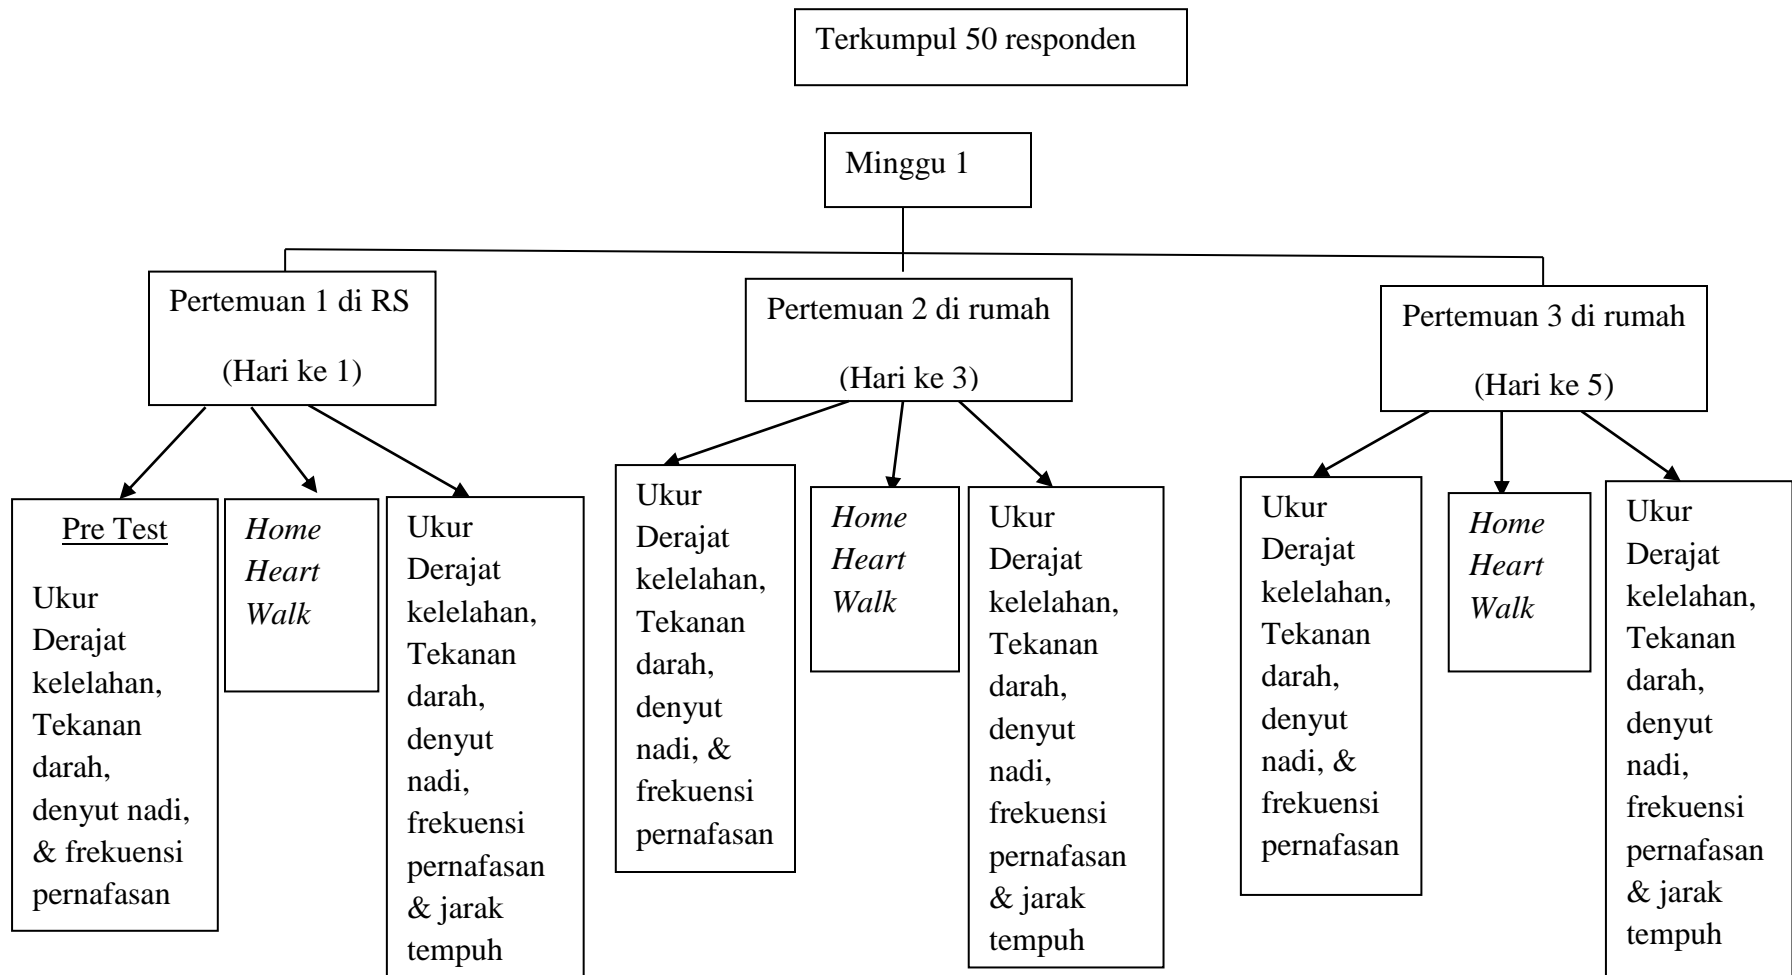 Terkumpul 50 responden
Minggu 1
Pertemuan 1 di RS
(Hari ke 1)
Pertemuan 2 di rumah
(Hari ke 3)
Pertemuan 3 di rumah
(Hari ke 5)
Pre Test
Ukur
Derajat
kelelahan,
Tekanan
darah,
denyut nadi,
& frekuensi
pernafasan
Home
Heart
Walk
Ukur
Derajat
kelelahan,
Tekanan
darah,
denyut
nadi,
frekuensi
pernafasan
& jarak
tempuh
Ukur
Derajat
kelelahan,
Tekanan
darah,
denyut
nadi, &
frekuensi
pernafasan
Home
Heart
Walk
Ukur
Derajat
kelelahan,
Tekanan
darah,
denyut
nadi,
frekuensi
pernafasan
& jarak
tempuh
Ukur
Derajat
kelelahan,
Tekanan
darah,
denyut
nadi, &
frekuensi
pernafasan
Home
Heart
Walk
Ukur
Derajat
kelelahan,
Tekanan
darah,
denyut
nadi,
frekuensi
pernafasan
& jarak
tempuh